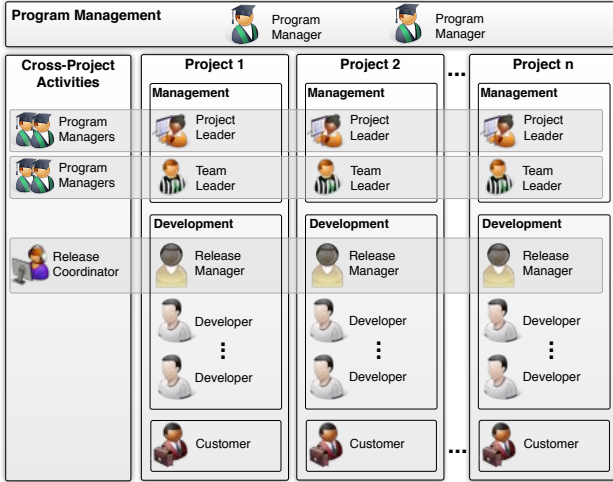 Program Management
Program
Manager
Program
Manager
Cross-Project
Activities
Program
Managers
Program
Managers
Release
Coordinator
Project 1
Management
Project
Leader
Team
Leader
Development
Release
Manager
Developer
Developer
Customer
Project 2
Management
Project
Leader
Team
Leader
Development
Release
Manager
Developer
Developer
Customer
...
...
Project n
Management
Project
Leader
Team
Leader
Development
Release
Manager
Developer
Developer
Customer